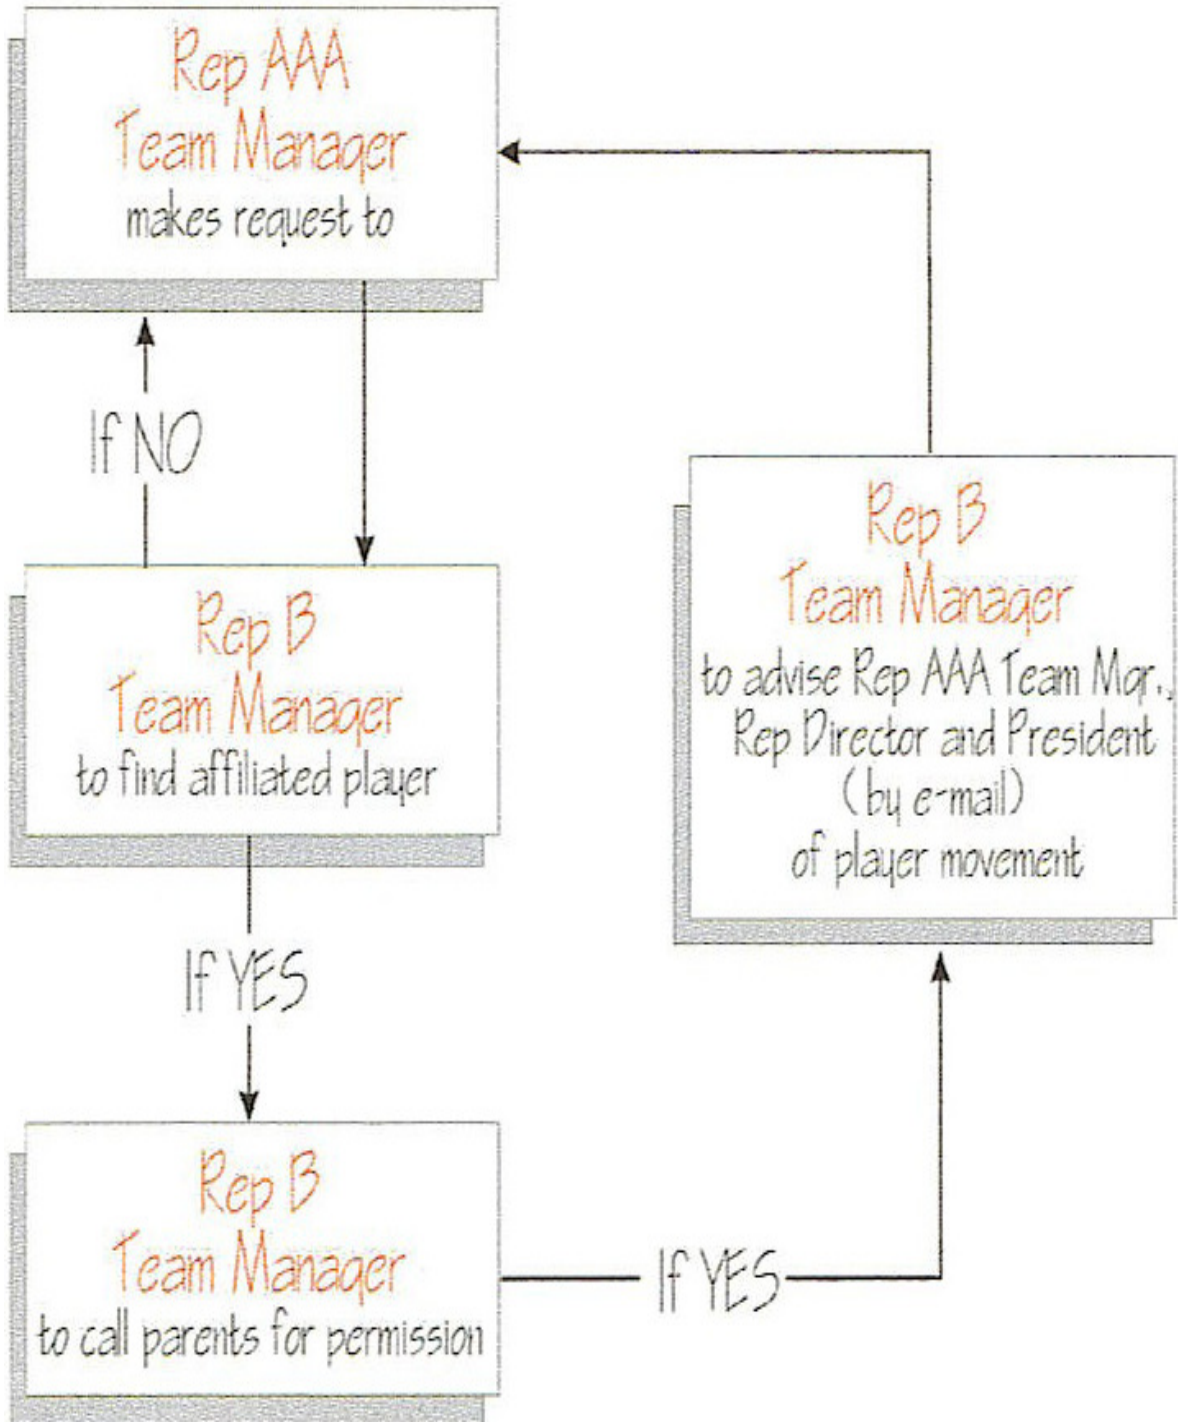 Rep AAA
Team Manager
makes request to
If NO
Rep B
Team Manager
to find affiliated player
If YES
Rep B
Team Manager
to call parents for permission
If YES
Rep B
Team Manager
to advise Rep AAA Team Mgr.,
Rep Director and President
(by e-mail)
of player movement